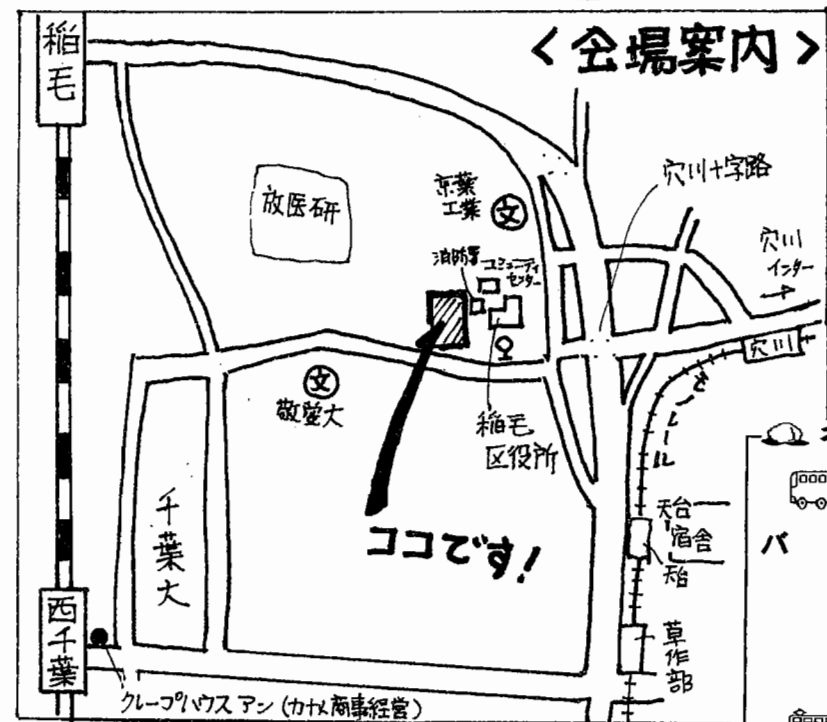 <会場案内>
稲毛
放医研
京葉
工業
文
穴川十字路
穴川
インター
消防署
コミュニティ
センター
穴川
文
敬愛大
稲毛
区役所
モノレール
ココです!
千葉大
天台
宿舎
天台
バ
草作部
西千葉
クレープハウス アン (カナメ商事経営)